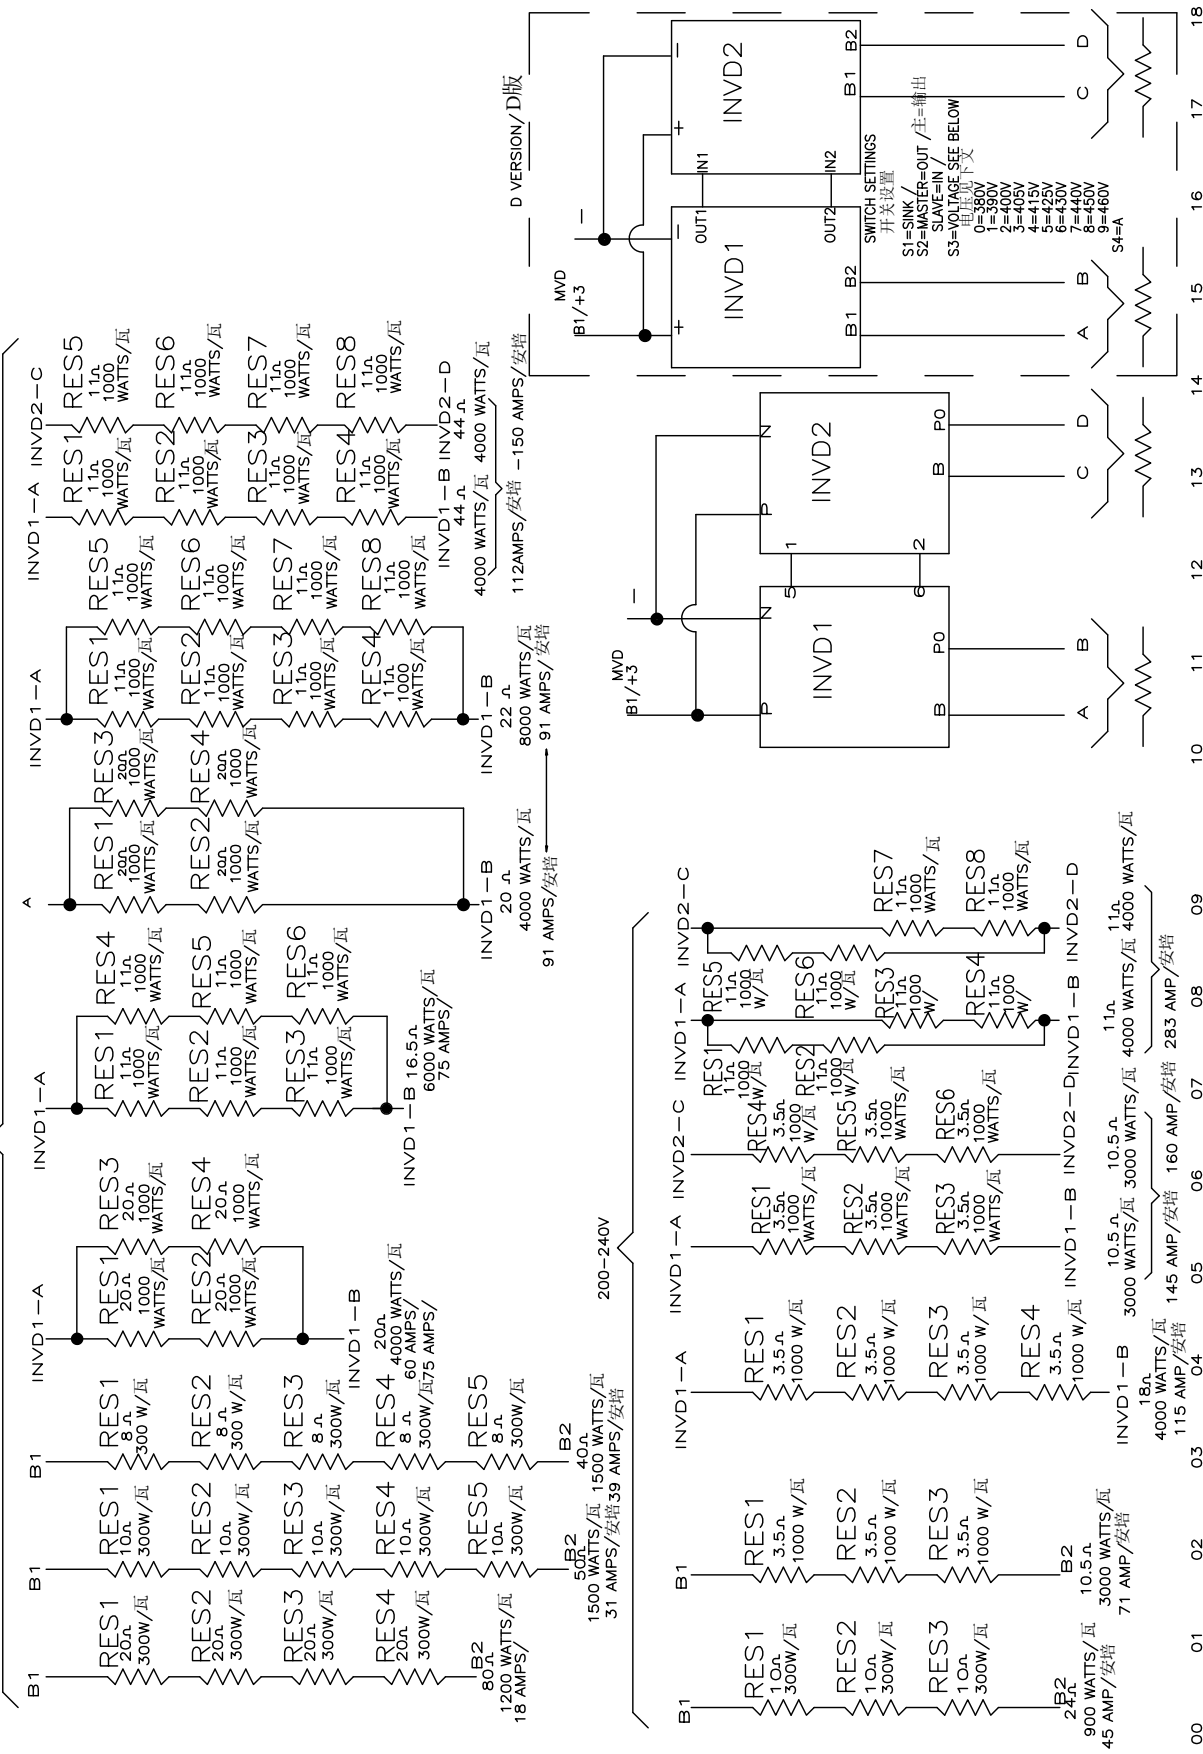 B1
RES1
20Ω
300W/瓦
RES2
20Ω
300W/瓦
RES3
20Ω
300W/瓦
RES4
20Ω
300W/瓦
B2
80Ω
1200 WATTS/瓦
18 AMPS/
B1
RES1
10Ω
300W/瓦
RES2
10Ω
300W/瓦
RES3
10Ω
300W/瓦
RES4
10Ω
300W/瓦
RES5
10Ω
300W/瓦
B2
50Ω
1500 WATTS/瓦
31 AMPS/安培
B1
RES1
8Ω
300 W/瓦
RES2
8Ω
300 W/瓦
RES3
8Ω
300W/瓦
RES4
8Ω
300W/瓦
RES5
8Ω
300W/瓦
B2
40Ω
1500 WATTS/瓦
39 AMPS/安培
INVD1-A
RES1
20Ω
1000
WATTS/瓦
RES2
20Ω
1000
WATTS/瓦
RES3
20Ω
1000
WATTS/瓦
RES4
20Ω
1000
WATTS/瓦
INVD1-B
20Ω
4000 WATTS/瓦
60 AMPS/
75 AMPS/
INVD1-A
RES1
11Ω
1000
WATTS/瓦
RES2
11Ω
1000
WATTS/瓦
RES3
11Ω
1000
WATTS/瓦
RES4
11Ω
1000
WATTS/瓦
RES5
11Ω
1000
WATTS/瓦
RES6
11Ω
1000
WATTS/瓦
INVD1-B
16.5Ω
6000 WATTS/瓦
75 AMPS/
A
RES1
20Ω
1000
WATTS/瓦
RES2
20Ω
1000
WATTS/瓦
RES3
20Ω
1000
WATTS/瓦
RES4
20Ω
1000
WATTS/瓦
INVD1-B
20 Ω
4000 WATTS/瓦
91 AMPS/安培
INVD1-A
RES1
11Ω
1000
WATTS/瓦
RES2
11Ω
1000
WATTS/瓦
RES3
11Ω
1000
WATTS/瓦
RES4
11Ω
1000
WATTS/瓦
RES5
11Ω
1000
WATTS/瓦
RES6
11Ω
1000
WATTS/瓦
RES7
11Ω
1000
WATTS/瓦
RES8
11Ω
1000
WATTS/瓦
INVD1-B
22 Ω
8000 WATTS/瓦
91 AMPS/安培
INVD1-A INVD2-C
RES1
11Ω
1000
WATTS/瓦
RES2
11Ω
1000
WATTS/瓦
RES3
11Ω
1000
WATTS/瓦
RES4
11Ω
1000
WATTS/瓦
RES5
11Ω
1000
WATTS/瓦
RES6
11Ω
1000
WATTS/瓦
RES7
11Ω
1000
WATTS/瓦
RES8
11Ω
1000
WATTS/瓦
INVD1-B INVD2-D
44Ω 44Ω
4000 WATTS/瓦 4000 WATTS/瓦
112AMPS/安培 -150 AMPS/安培
200-240V
B1
RES1
10Ω
300W/瓦
RES2
10Ω
300W/瓦
RES3
10Ω
300W/瓦
B2
24Ω
900 WATTS/瓦
45 AMP/安培
B1
RES1
3.5Ω
1000 W/瓦
RES2
3.5Ω
1000 W/瓦
RES3
3.5Ω
1000 W/瓦
B2
10.5Ω
3000 WATTS/瓦
71 AMP/安培
INVD1-A
RES1
3.5Ω
1000 W/瓦
RES2
3.5Ω
1000 W/瓦
RES3
3.5Ω
1000 W/瓦
RES4
3.5Ω
1000 W/瓦
INVD1-B
18Ω
4000 WATTS/瓦
115 AMP/安培
INVD1-A INVD2-C
RES1
3.5Ω
1000
WATTS/瓦
RES2
3.5Ω
1000
WATTS/瓦
RES3
3.5Ω
1000
WATTS/瓦
RES4
3.5Ω
1000
W/瓦
RES5
3.5Ω
1000
WATTS/瓦
RES6
3.5Ω
1000
WATTS/瓦
INVD1-B INVD2-D
10.5Ω 10.5Ω
3000 WATTS/瓦 3000 WATTS/瓦
145 AMP/安培 160 AMP/安培
INVD1-A INVD2-C
RES1
11Ω
1000
W/瓦
RES2
11Ω
1000
W/瓦
RES3
11Ω
1000
W/
RES4
11Ω
1000
W/
RES5
11Ω
1000
W/瓦
RES6
11Ω
1000
W/瓦
RES7
11Ω
1000
WATTS/瓦
RES8
11Ω
1000
WATTS/瓦
INVD1-B INVD2-D
11Ω 11Ω
4000 WATTS/瓦 4000 WATTS/瓦
283 AMP/安培
MVD
B1/+3
-
P N P N
INVD1 INVD2
5 1
6 2
B P0 B P0
A B C D
D VERSION/D版
MVD
B1/+3
-
+ - + -
OUT1 IN1
INVD1 INVD2
OUT2 IN2
B1 B2 B1 B2
SWITCH SETTINGS
开关设置
S1=SINK /
S2=MASTER=OUT /主=输出
SLAVE=IN /
S3=VOLTAGE SEE BELOW
电压见下文
0=380V
1=390V
2=400V
3=405V
4=415V
5=425V
6=430V
7=440V
8=450V
9=460V
S4=A
A B C D
00 01 02 03 04 05 06 07 08 09 10 11 12 13 14 15 16 17 18